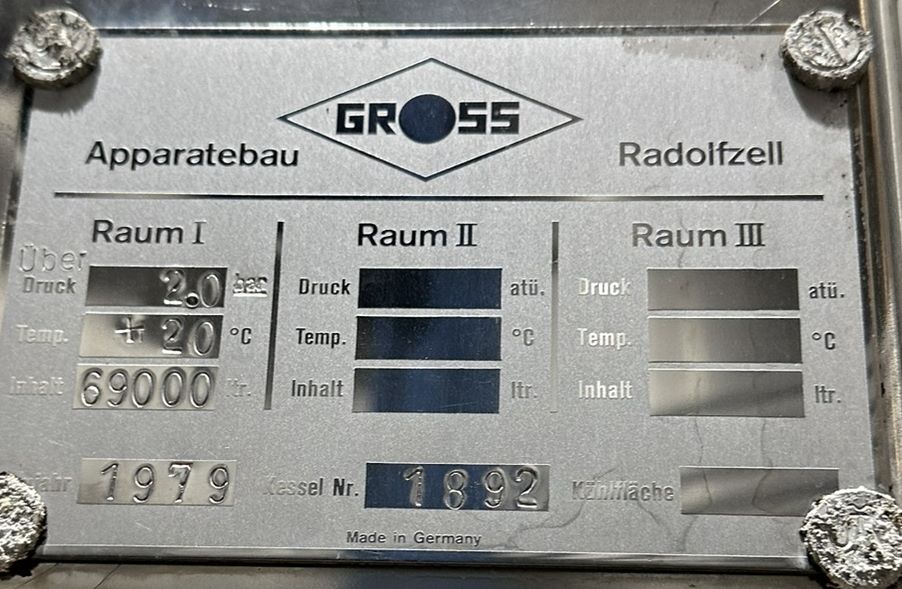 GROSS
Apparatebau Radolfzell
Raum I Raum II Raum III
Über
Druck 2.0 bar Druck atü. Druck atü.
Temp. + 20 °C Temp. °C Temp. °C
Inhalt 69000 ltr. Inhalt ltr. Inhalt ltr.
1979 Kessel Nr. 1892 Kühlfläche
Made in Germany